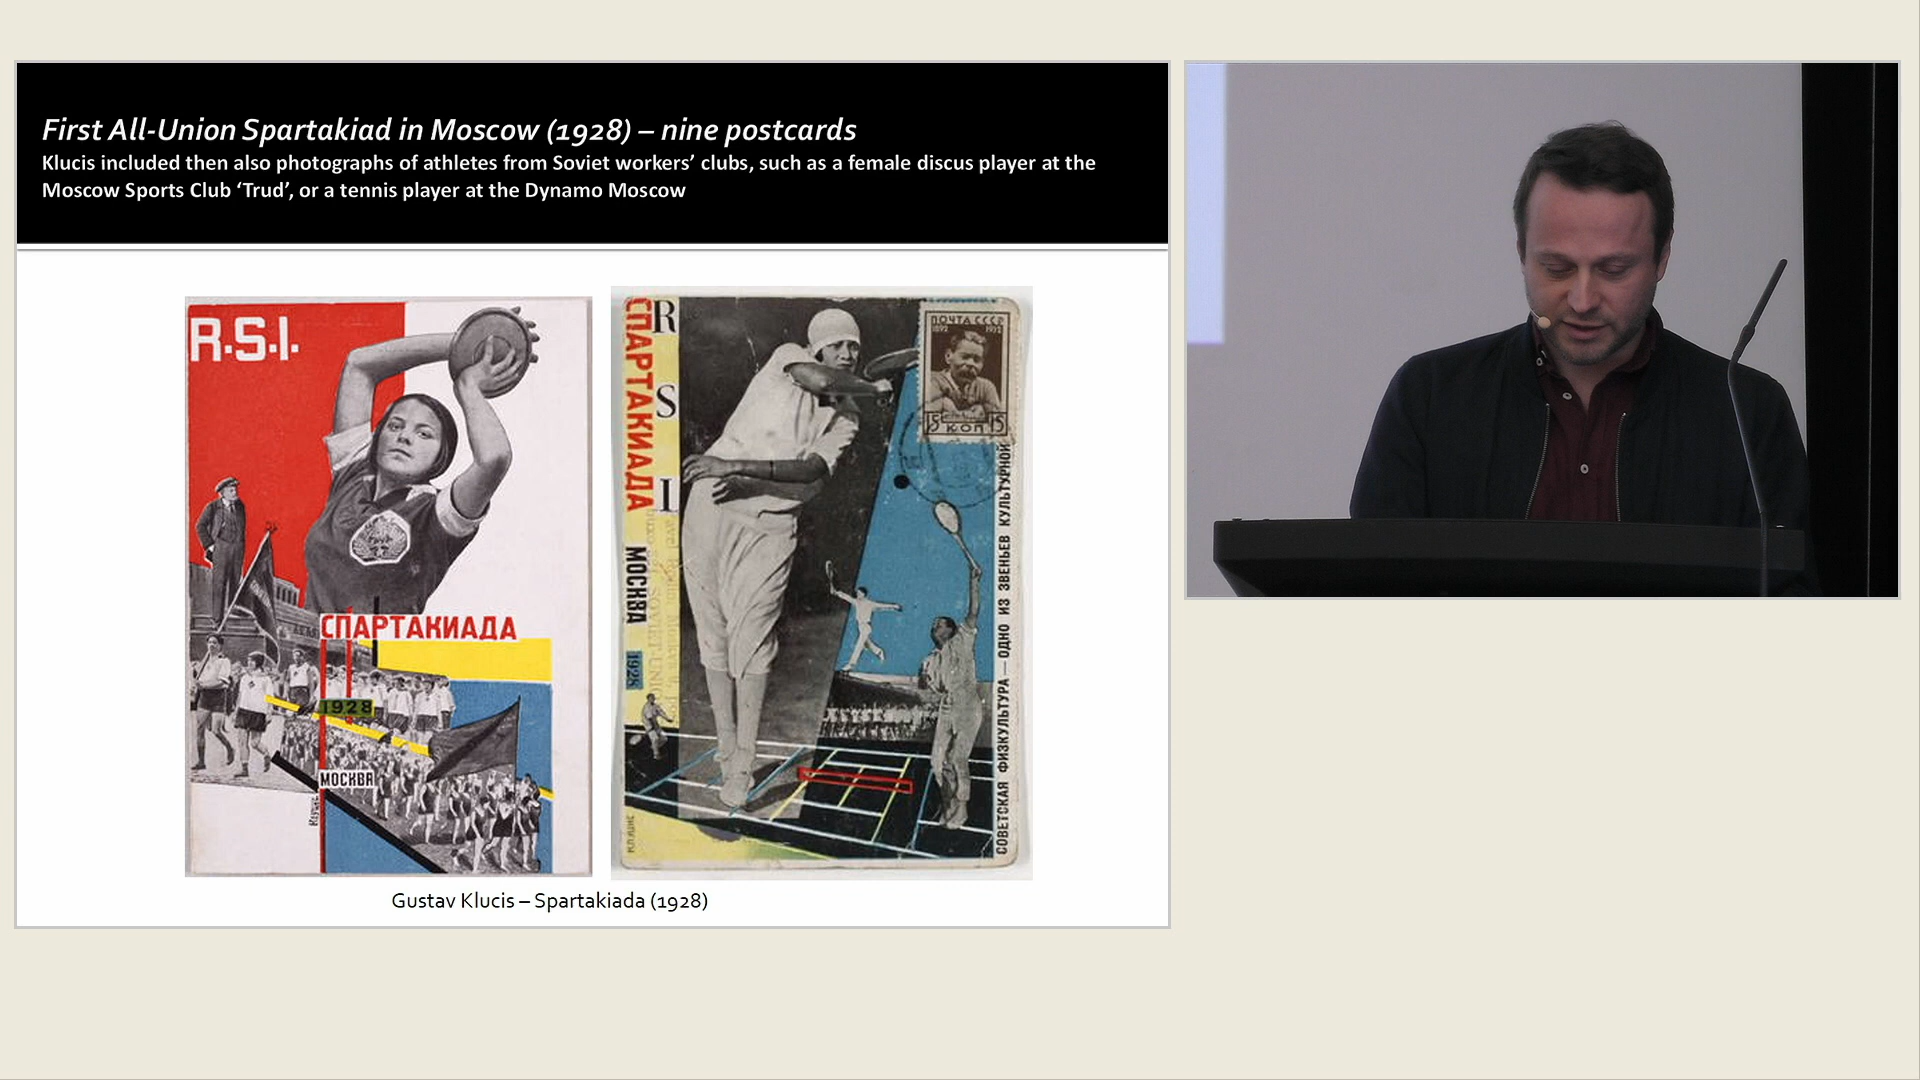 First All-Union Spartakiad in Moscow (1928) – nine postcards
Klucis included then also photographs of athletes from Soviet workers’ clubs, such as a female discus player at the
Moscow Sports Club ‘Trud’, or a tennis player at the Dynamo Moscow
R.S.I.
СПАРТАКИАДА
1928
МОСКВА
СПАРТАКИАДА
R S I
МОСКВА
1928
ПОЧТА СССР
1892 1932
15 КОП 15
СОВЕТСКАЯ ФИЗКУЛЬТУРА — ОДНО ИЗ ЗВЕНЬЕВ КУЛЬТУРНОЙ
Gustav Klucis – Spartakiada (1928)